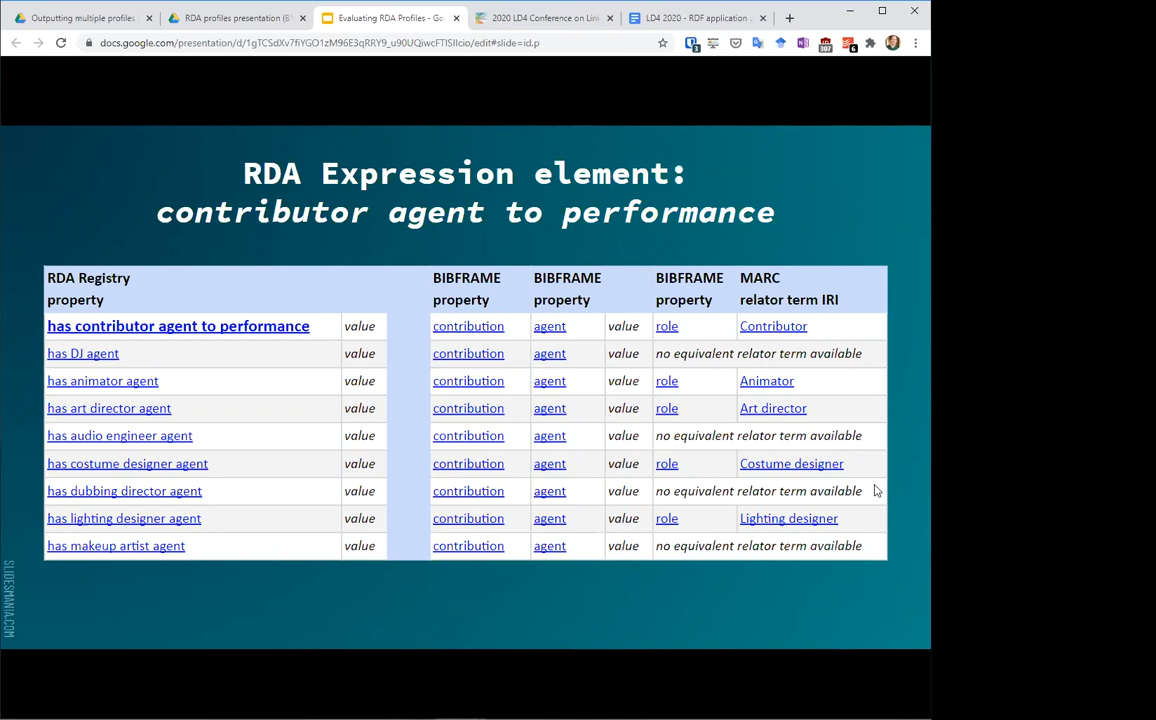 Outputting multiple profiles
RDA profiles presentation (B
Evaluating RDA Profiles - Go
2020 LD4 Conference on Lin
LD4 2020 - RDF application
docs.google.com/presentation/d/1gTCSdXv7fiYGO1zM96E3qRRY9_u90UQiwcFTISIlcio/edit#slide=id.p
RDA Expression element:
contributor agent to performance
RDA Registry property BIBFRAME property BIBFRAME property BIBFRAME property MARC relator term IRI
has contributor agent to performance value contribution agent value role Contributor
has DJ agent value contribution agent value no equivalent relator term available
has animator agent value contribution agent value role Animator
has art director agent value contribution agent value role Art director
has audio engineer agent value contribution agent value no equivalent relator term available
has costume designer agent value contribution agent value role Costume designer
has dubbing director agent value contribution agent value no equivalent relator term available
has lighting designer agent value contribution agent value role Lighting designer
has makeup artist agent value contribution agent value no equivalent relator term available
SLIDESMANIA.COM